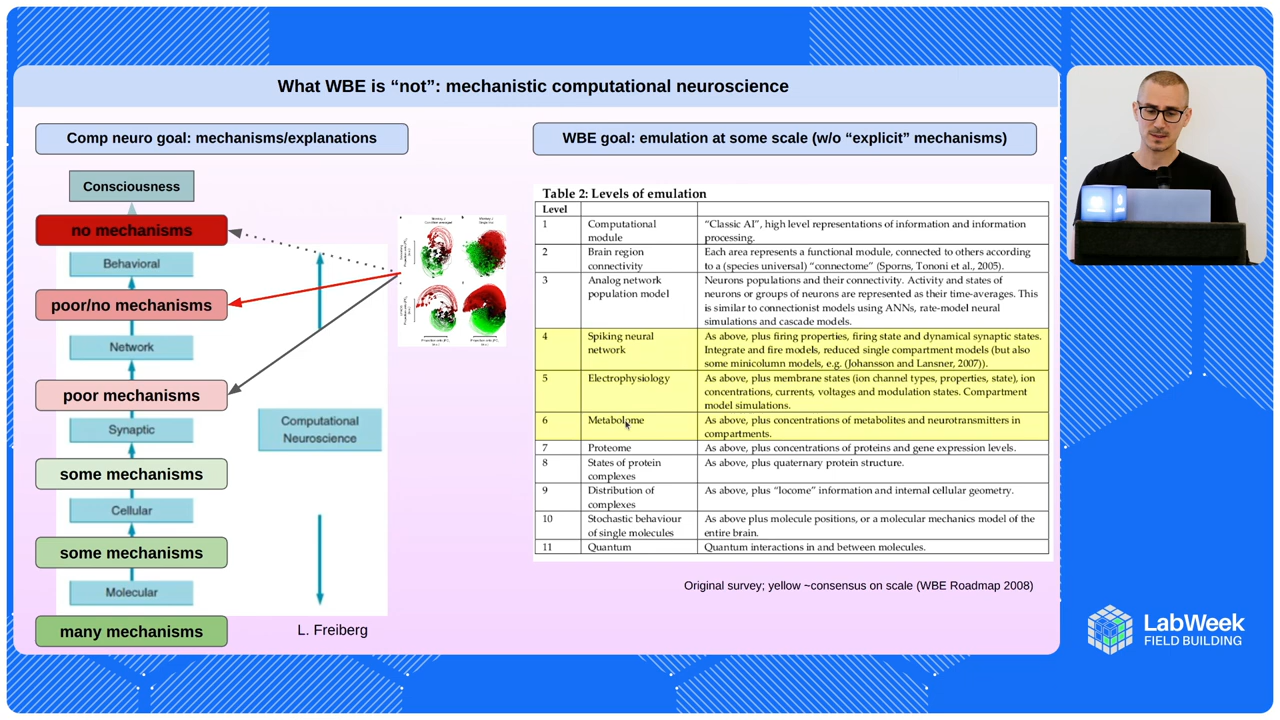 What WBE is “not”: mechanistic computational neuroscience
Comp neuro goal: mechanisms/explanations
Consciousness
no mechanisms
Behavioral
poor/no mechanisms
Network
poor mechanisms
Synaptic
some mechanisms
Cellular
some mechanisms
Molecular
many mechanisms
Computational
Neuroscience
L. Freiberg
WBE goal: emulation at some scale (w/o “explicit” mechanisms)
Table 2: Levels of emulation
Level
1 Computational “Classic AI”, high level representations of information and information
module processing.
2 Brain region Each area represents a functional module, connected to others according
connectivity to a (species universal) “connectome” (Sporns, Tononi et al., 2005).
3 Analog network Neurons populations and their connectivity. Activity and states of
population model neurons or groups of neurons are represented as their time-averages. This
is similar to connectionist models using ANNs, rate-model neural
simulations and cascade models.
4 Spiking neural As above, plus firing properties, firing state and dynamical synaptic states.
network Integrate and fire models, reduced single compartment models (but also
some minicolumn models, e.g. (Johansson and Lansner, 2007)).
5 Electrophysiology As above, plus membrane states (ion channel types, properties, state), ion
concentrations, currents, voltages and modulation states. Compartment
model simulations.
6 Metabolome As above, plus concentrations of metabolites and neurotransmitters in
compartments.
7 Proteome As above, plus concentrations of proteins and gene expression levels.
8 States of protein As above, plus quaternary protein structure.
complexes
9 Distribution of As above, plus “locome” information and internal cellular geometry.
complexes
10 Stochastic behaviour As above plus molecule positions, or a molecular mechanics model of the
of single molecules entire brain.
11 Quantum Quantum interactions in and between molecules.
Original survey; yellow ~consensus on scale (WBE Roadmap 2008)
LabWeek
FIELD BUILDING